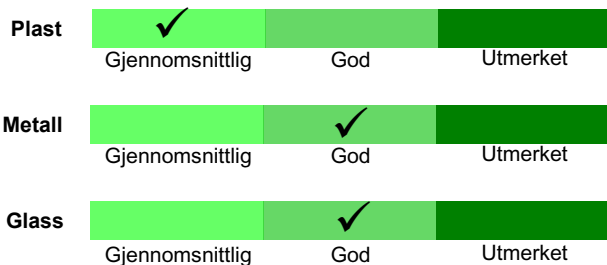 Plast
Gjennomsnittlig God Utmerket
Metall
Gjennomsnittlig God Utmerket
Glass
Gjennomsnittlig God Utmerket